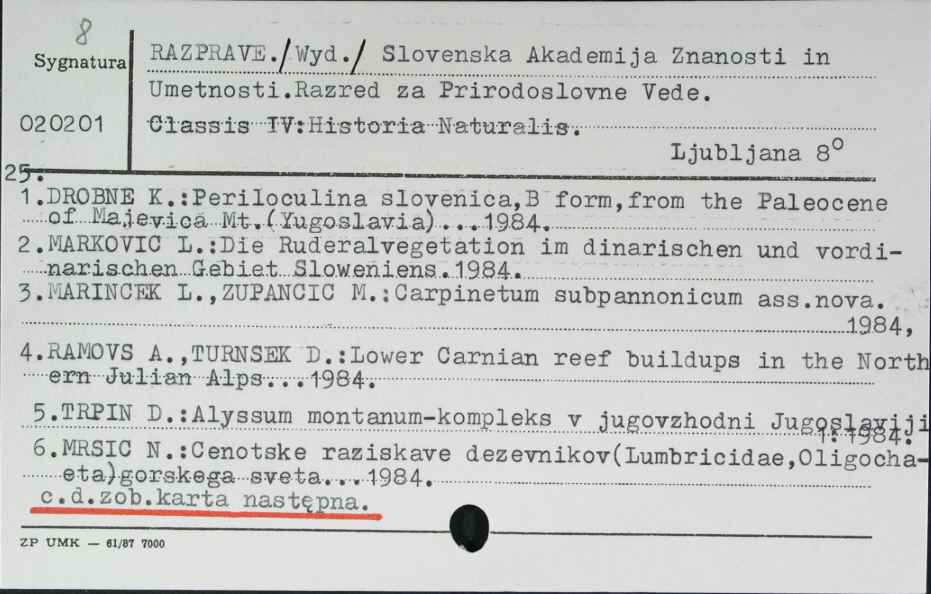 8
Sygnatura
020201
RAZPRAVE./Wyd./ Slovenska Akademija Znanosti in
Umetnosti.Razred za Prirodoslovne Vede.
Classis IV:Historia Naturalis.
Ljubljana 8°
25.
1.DROBNE K.:Periloculina slovenica,B form,from the Paleocene
of Majevica Mt.(Yugoslavia)...1984.
2.MARKOVIC L.:Die Ruderalvegetation im dinarischen und vordi-
narischen Gebiet Sloweniens.1984.
3.MARINCEK L.,ZUPANCIC M.:Carpinetum subpannonicum ass.nova.
1984,
4.RAMOVS A.,TURNSEK D.:Lower Carnian reef buildups in the North
ern Julian Alps...1984.
5.TRPIN D.:Alyssum montanum-kompleks v jugovzhodni Jugoslaviji
1984.
6.MRSIC N.:Cenotske raziskave dezevnikov(Lumbricidae,Oligocha-
eta)gorskega sveta...1984.
c.d.zob.karta następna.
ZP UMK — 61/87 7000